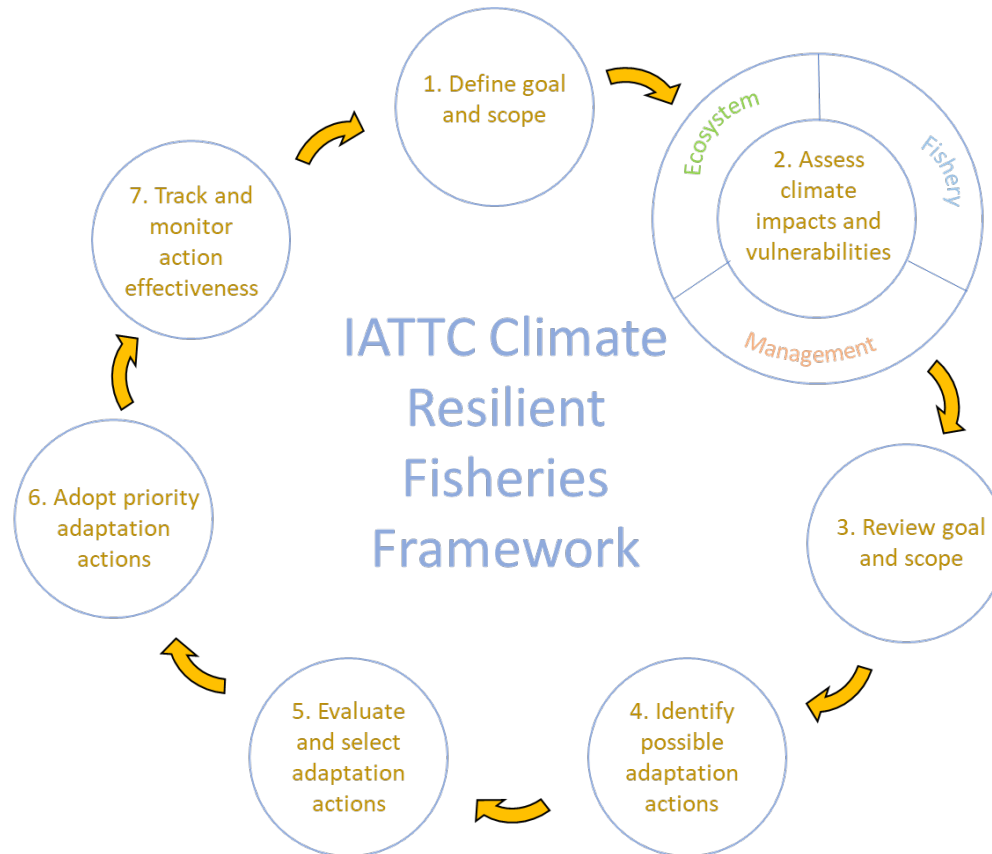 1. Define goal
and scope
Ecosystem
Fishery
Management
2. Assess
climate
impacts and
vulnerabilities
3. Review goal
and scope
4. Identify
possible
adaptation
actions
5. Evaluate
and select
adaptation
actions
6. Adopt priority
adaptation
actions
7. Track and
monitor
action
effectiveness
IATTC Climate
Resilient
Fisheries
Framework